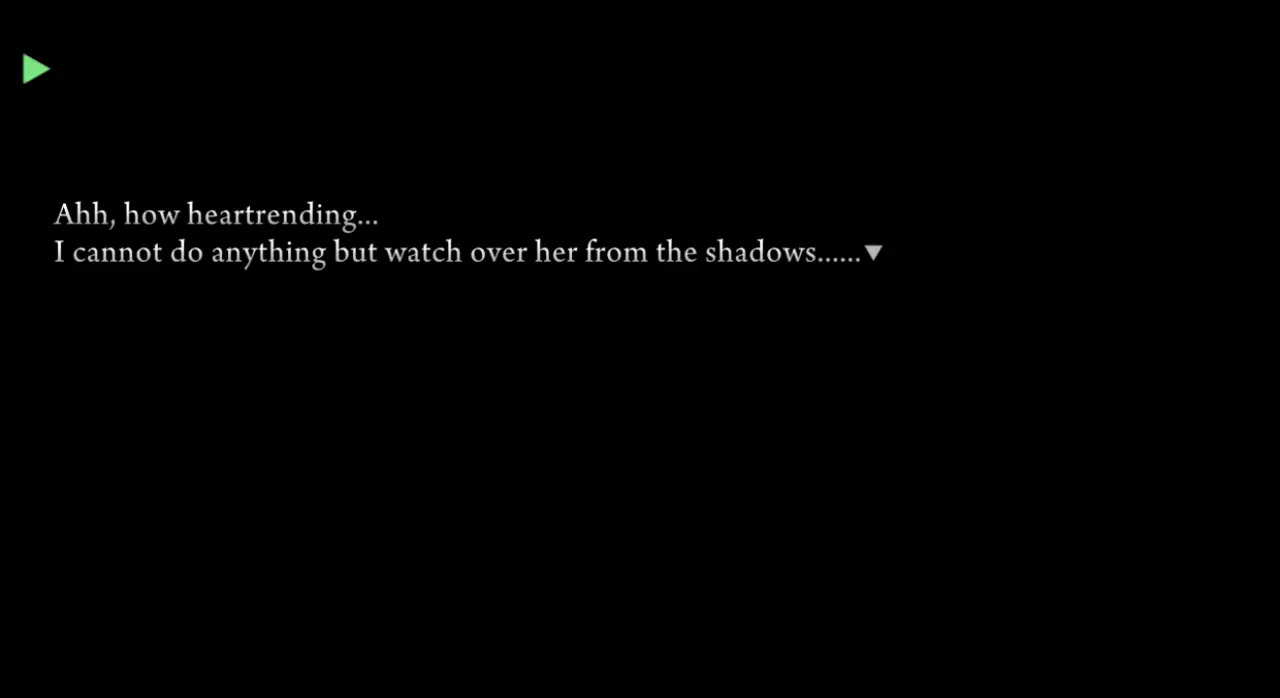 Ahh, how heartrending...
I cannot do anything but watch over her from the shadows......